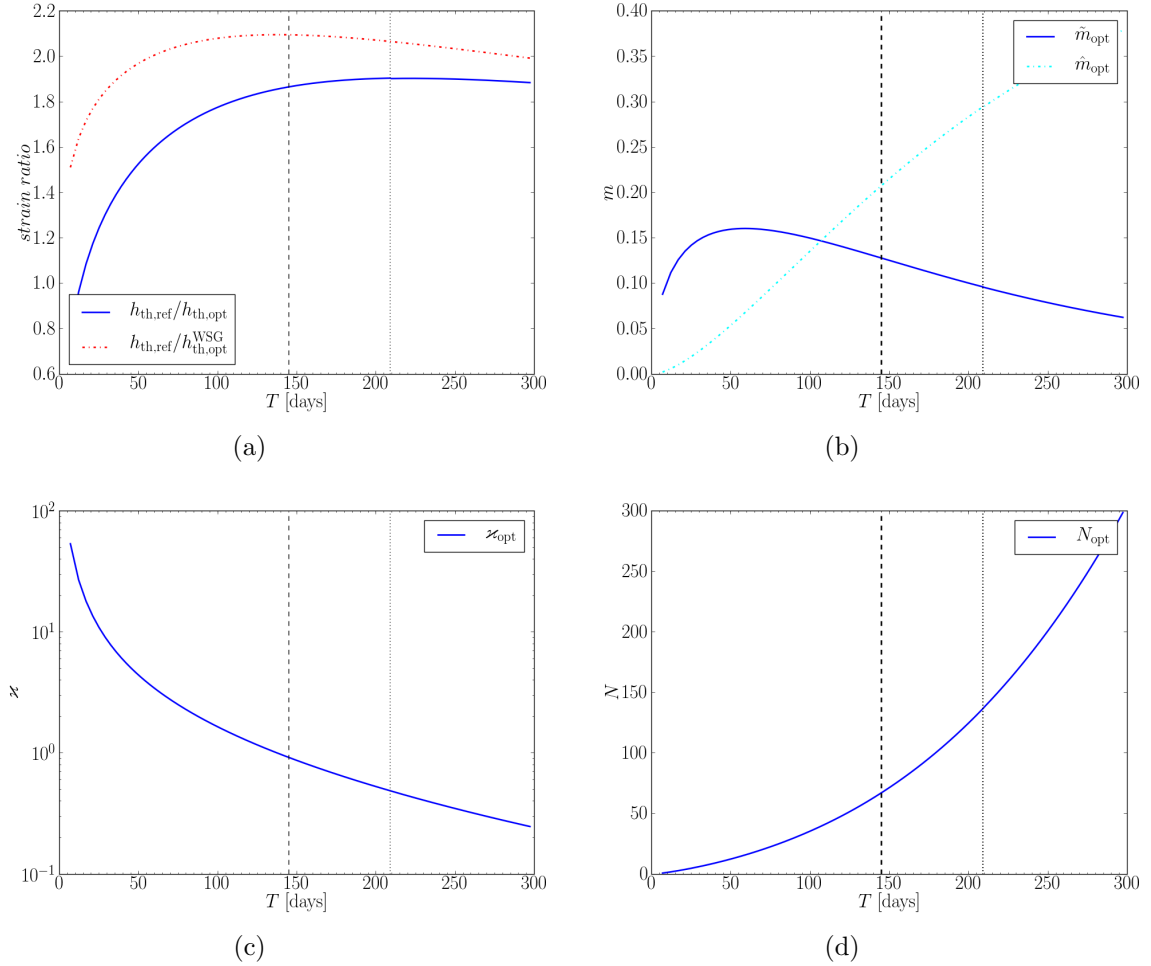 2.2
2.0
1.8
1.6
1.4
1.2
1.0
0.8
0.6
strain ratio
0 50 100 150 200 250 300
T [days]
h_th,ref/h_th,opt
h_th,ref/h^WSG_th,opt
(a)
0.40
0.35
0.30
0.25
0.20
0.15
0.10
0.05
0.00
m
0 50 100 150 200 250 300
T [days]
m̃_opt
m̂_opt
(b)
10^2
10^1
10^0
10^−1
ϰ
0 50 100 150 200 250 300
T [days]
ϰ_opt
(c)
300
250
200
150
100
50
0
N
0 50 100 150 200 250 300
T [days]
N_opt
(d)